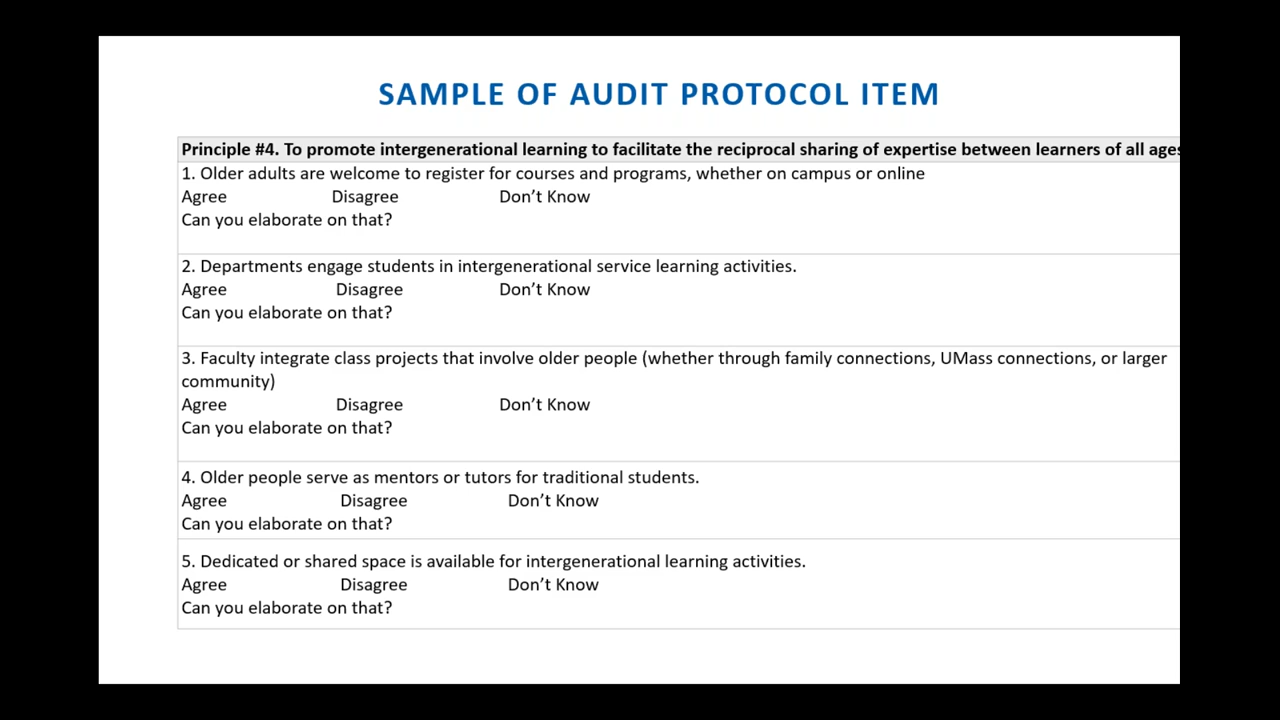 SAMPLE OF AUDIT PROTOCOL ITEM
Principle #4. To promote intergenerational learning to facilitate the reciprocal sharing of expertise between learners of all ages
1. Older adults are welcome to register for courses and programs, whether on campus or online
Agree Disagree Don’t Know
Can you elaborate on that?
2. Departments engage students in intergenerational service learning activities.
Agree Disagree Don’t Know
Can you elaborate on that?
3. Faculty integrate class projects that involve older people (whether through family connections, UMass connections, or larger
community)
Agree Disagree Don’t Know
Can you elaborate on that?
4. Older people serve as mentors or tutors for traditional students.
Agree Disagree Don’t Know
Can you elaborate on that?
5. Dedicated or shared space is available for intergenerational learning activities.
Agree Disagree Don’t Know
Can you elaborate on that?